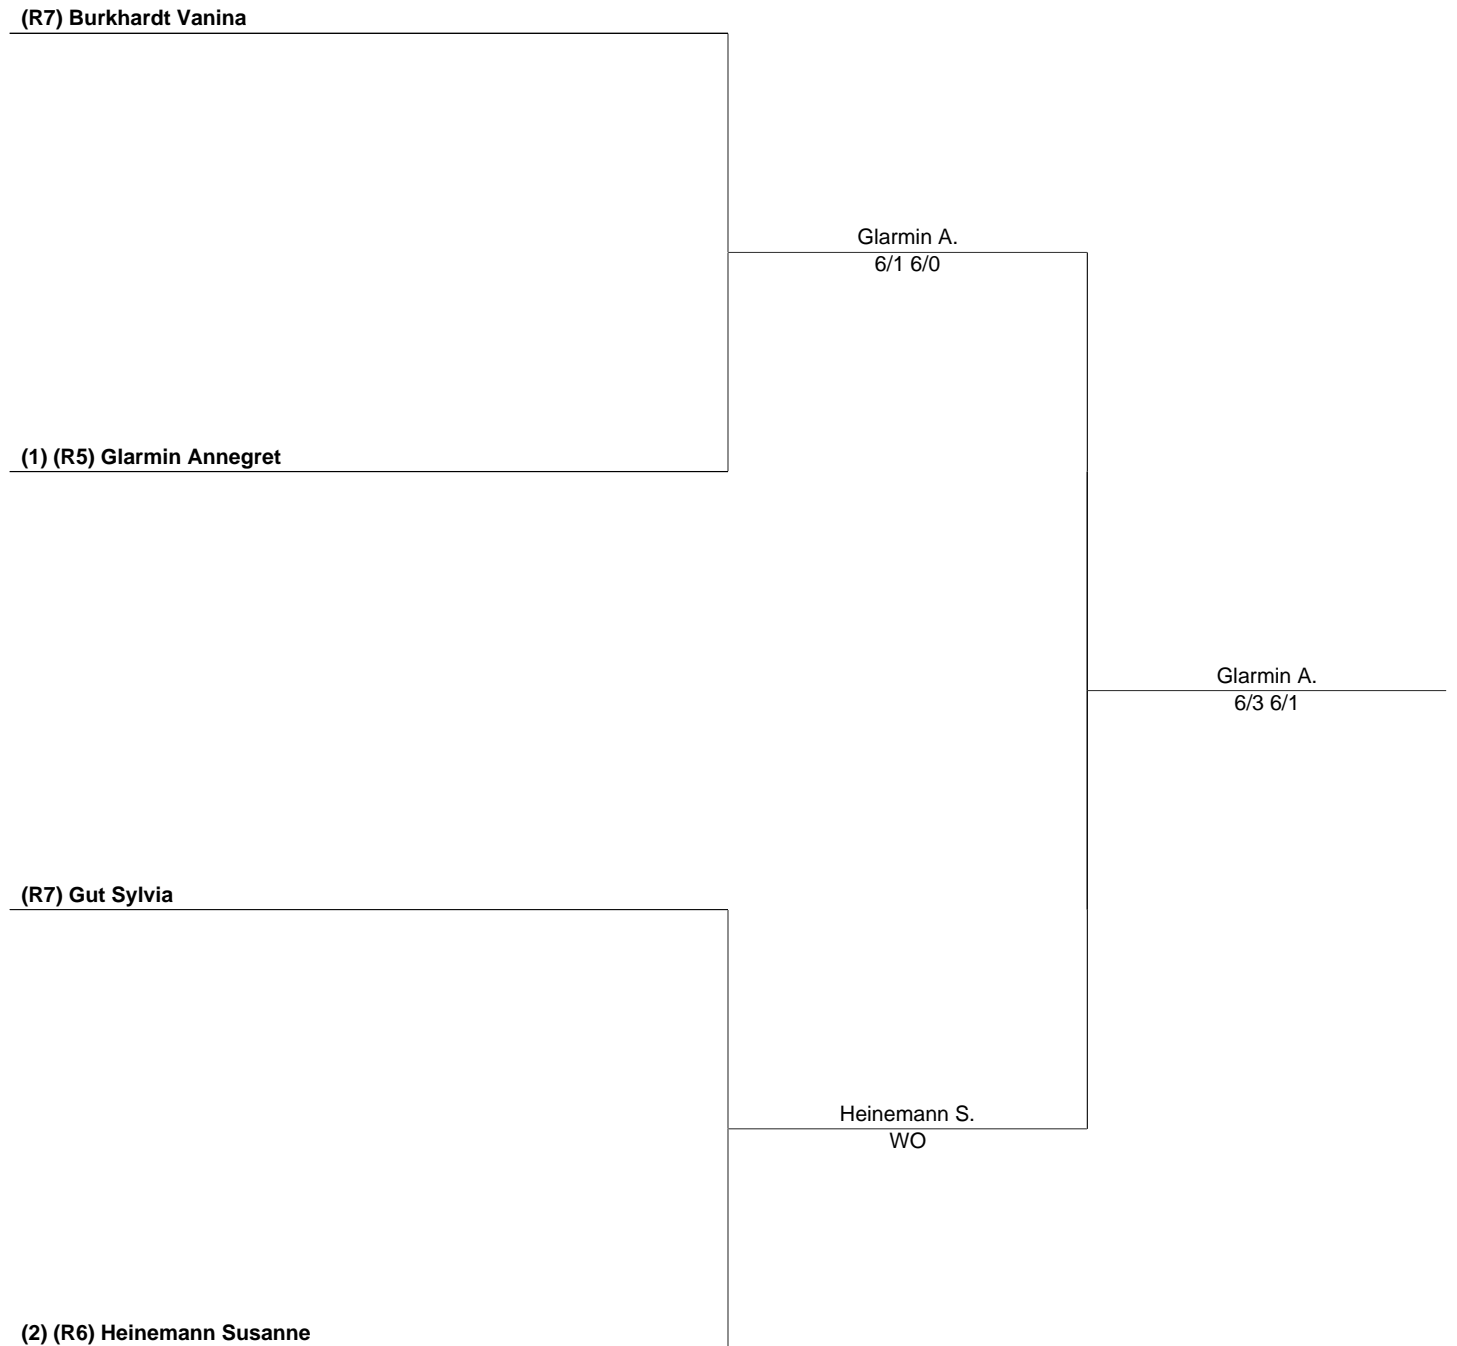 (R7) Burkhardt Vanina
Glarmin A.
6/1 6/0
(1) (R5) Glarmin Annegret
Glarmin A.
6/3 6/1
(R7) Gut Sylvia
Heinemann S.
WO
(2) (R6) Heinemann Susanne